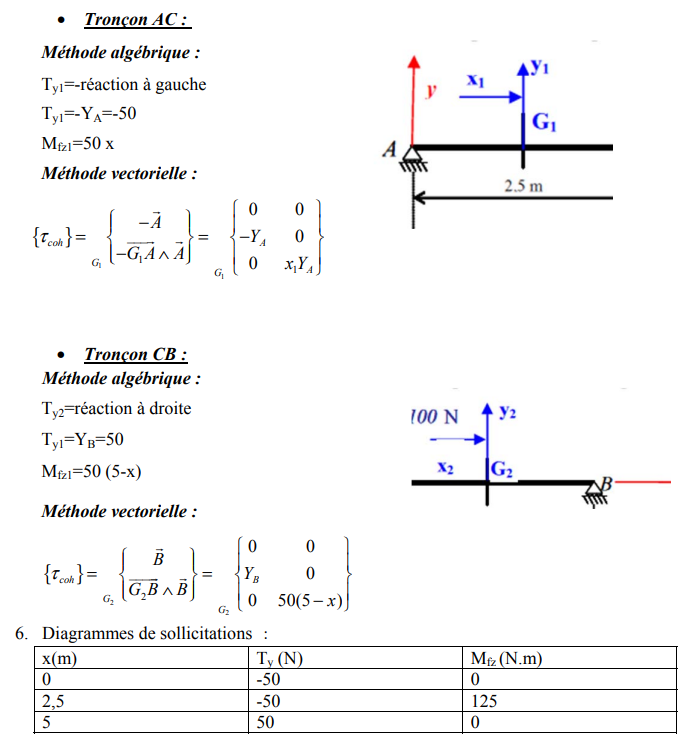 • Tronçon AC :
Méthode algébrique :
Ty1=-réaction à gauche
Ty1=-YA=-50
Mfz1=50 x
Méthode vectorielle :
{τcoh} = G1 { -A⃗ ; -G1A⃗ ∧ A⃗ } = G1 { 0 0 ; -YA 0 ; 0 x1YA }
y
x1
y1
G1
A
2.5 m
• Tronçon CB :
Méthode algébrique :
Ty2=réaction à droite
Ty1=YB=50
Mfz1=50 (5-x)
Méthode vectorielle :
{τcoh} = G2 { B⃗ ; G2B⃗ ∧ B⃗ } = G2 { 0 0 ; YB 0 ; 0 50(5-x) }
100 N
y2
x2
G2
B
6. Diagrammes de sollicitations :
x(m) Ty (N) Mfz (N.m)
0 -50 0
2,5 -50 125
5 50 0